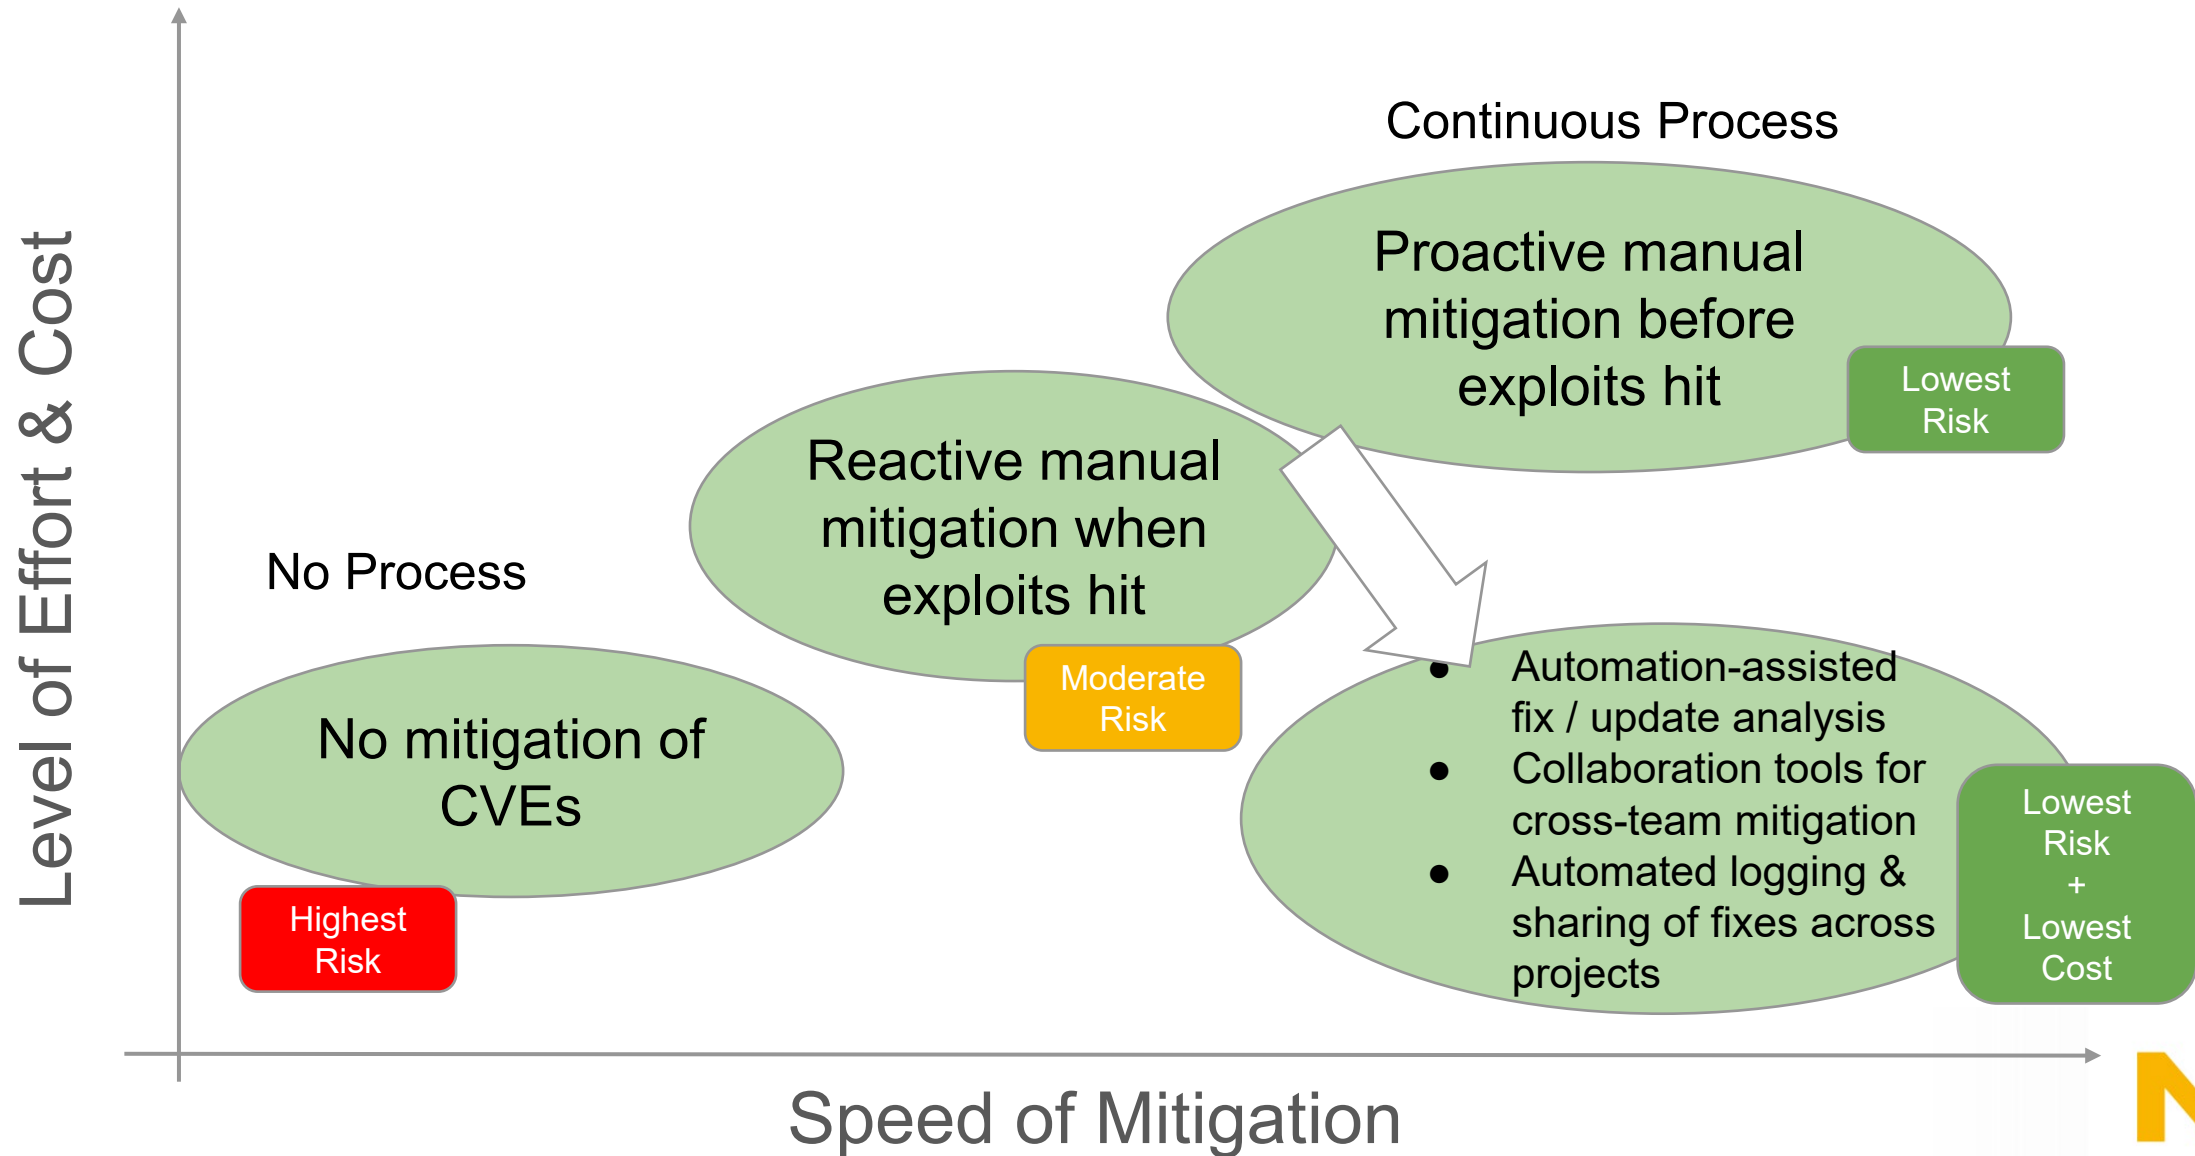 Level of Effort & Cost
Continuous Process
Proactive manual
mitigation before
exploits hit
Lowest
Risk
Reactive manual
mitigation when
exploits hit
Moderate
Risk
No Process
No mitigation of
CVEs
Highest
Risk
● Automation-assisted
fix / update analysis
● Collaboration tools for
cross-team mitigation
● Automated logging &
sharing of fixes across
projects
Lowest
Risk
+
Lowest
Cost
Speed of Mitigation